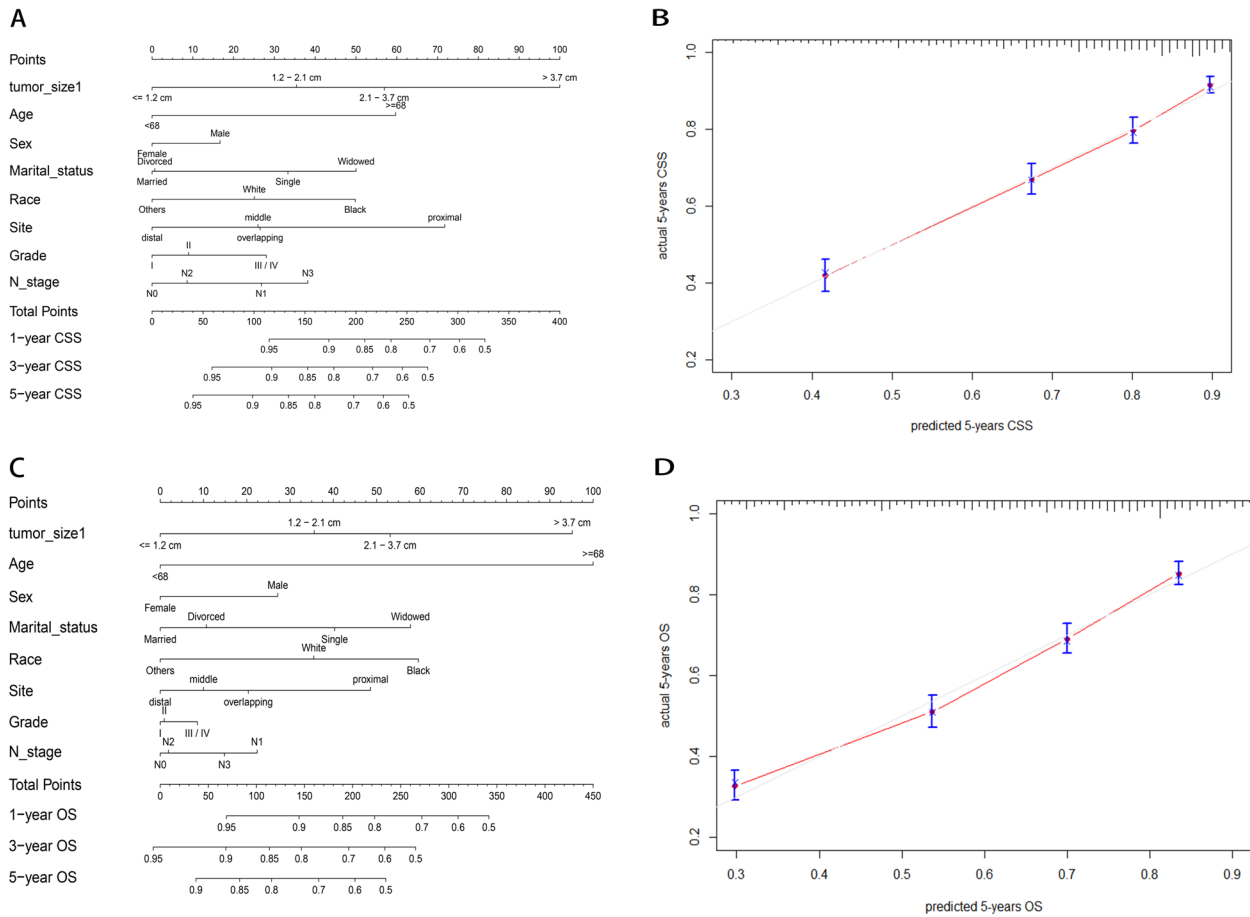 A
Points
0 10 20 30 40 50 60 70 80 90 100
tumor_size1
1.2 − 2.1 cm > 3.7 cm
<= 1.2 cm 2.1 − 3.7 cm
Age
>=68
<68
Sex
Male
Female
Marital_status
Divorced Widowed
Married Single
Race
White
Others Black
Site
middle proximal
distal overlapping
Grade
II
I III / IV
N_stage
N2 N3
N0 N1
Total Points
0 50 100 150 200 250 300 350 400
1−year CSS
0.95 0.9 0.85 0.8 0.7 0.6 0.5
3−year CSS
0.95 0.9 0.85 0.8 0.7 0.6 0.5
5−year CSS
0.95 0.9 0.85 0.8 0.7 0.6 0.5
B
actual 5-years CSS
1.0
0.8
0.6
0.4
0.2
0.3 0.4 0.5 0.6 0.7 0.8 0.9
predicted 5-years CSS
C
Points
0 10 20 30 40 50 60 70 80 90 100
tumor_size1
1.2 − 2.1 cm > 3.7 cm
<= 1.2 cm 2.1 − 3.7 cm
Age
>=68
<68
Sex
Male
Female
Marital_status
Divorced Widowed
Married Single
Race
White
Others Black
Site
middle proximal
distal overlapping
Grade
II
I III / IV
N_stage
N2 N1
N0 N3
Total Points
0 50 100 150 200 250 300 350 400 450
1−year OS
0.95 0.9 0.85 0.8 0.7 0.6 0.5
3−year OS
0.95 0.9 0.85 0.8 0.7 0.6 0.5
5−year OS
0.9 0.85 0.8 0.7 0.6 0.5
D
actual 5-years OS
1.0
0.8
0.6
0.4
0.2
0.3 0.4 0.5 0.6 0.7 0.8 0.9
predicted 5-years OS